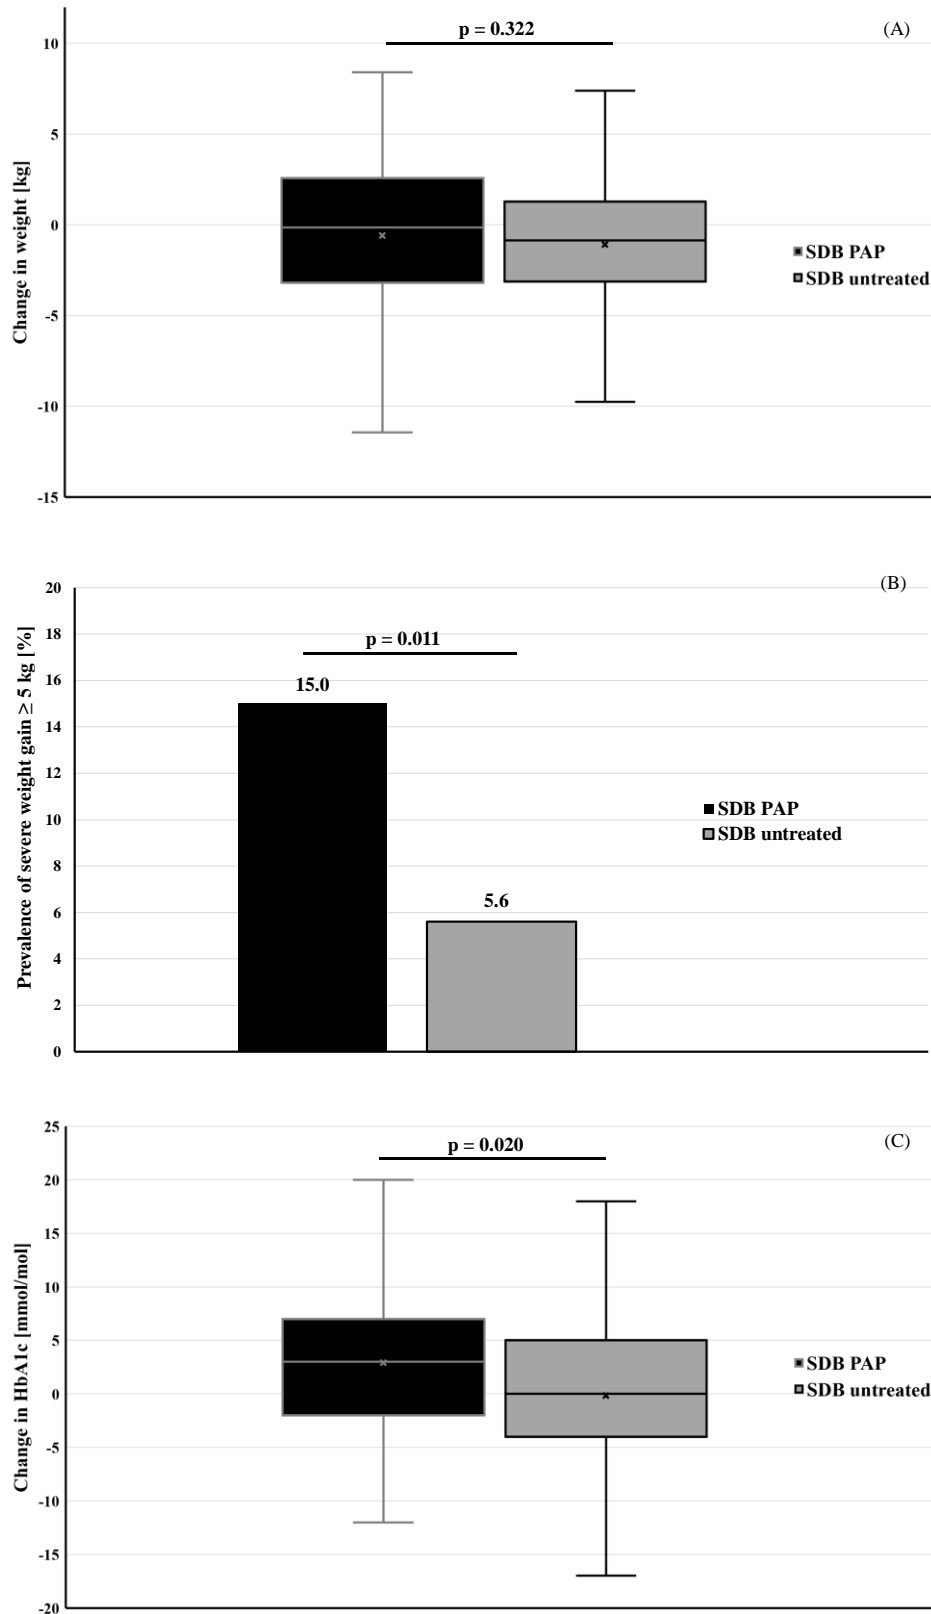 p = 0.322
(A)
10
5
0
-5
-10
-15
Change in weight [kg]
SDB PAP
SDB untreated
(B)
20
18
16
14
12
10
8
6
4
2
0
Prevalence of severe weight gain ≥ 5 kg [%]
p = 0.011
15.0
5.6
SDB PAP
SDB untreated
25
20
15
10
5
0
-5
-10
-15
-20
Change in HbA1c [mmol/mol]
p = 0.020
(C)
SDB PAP
SDB untreated